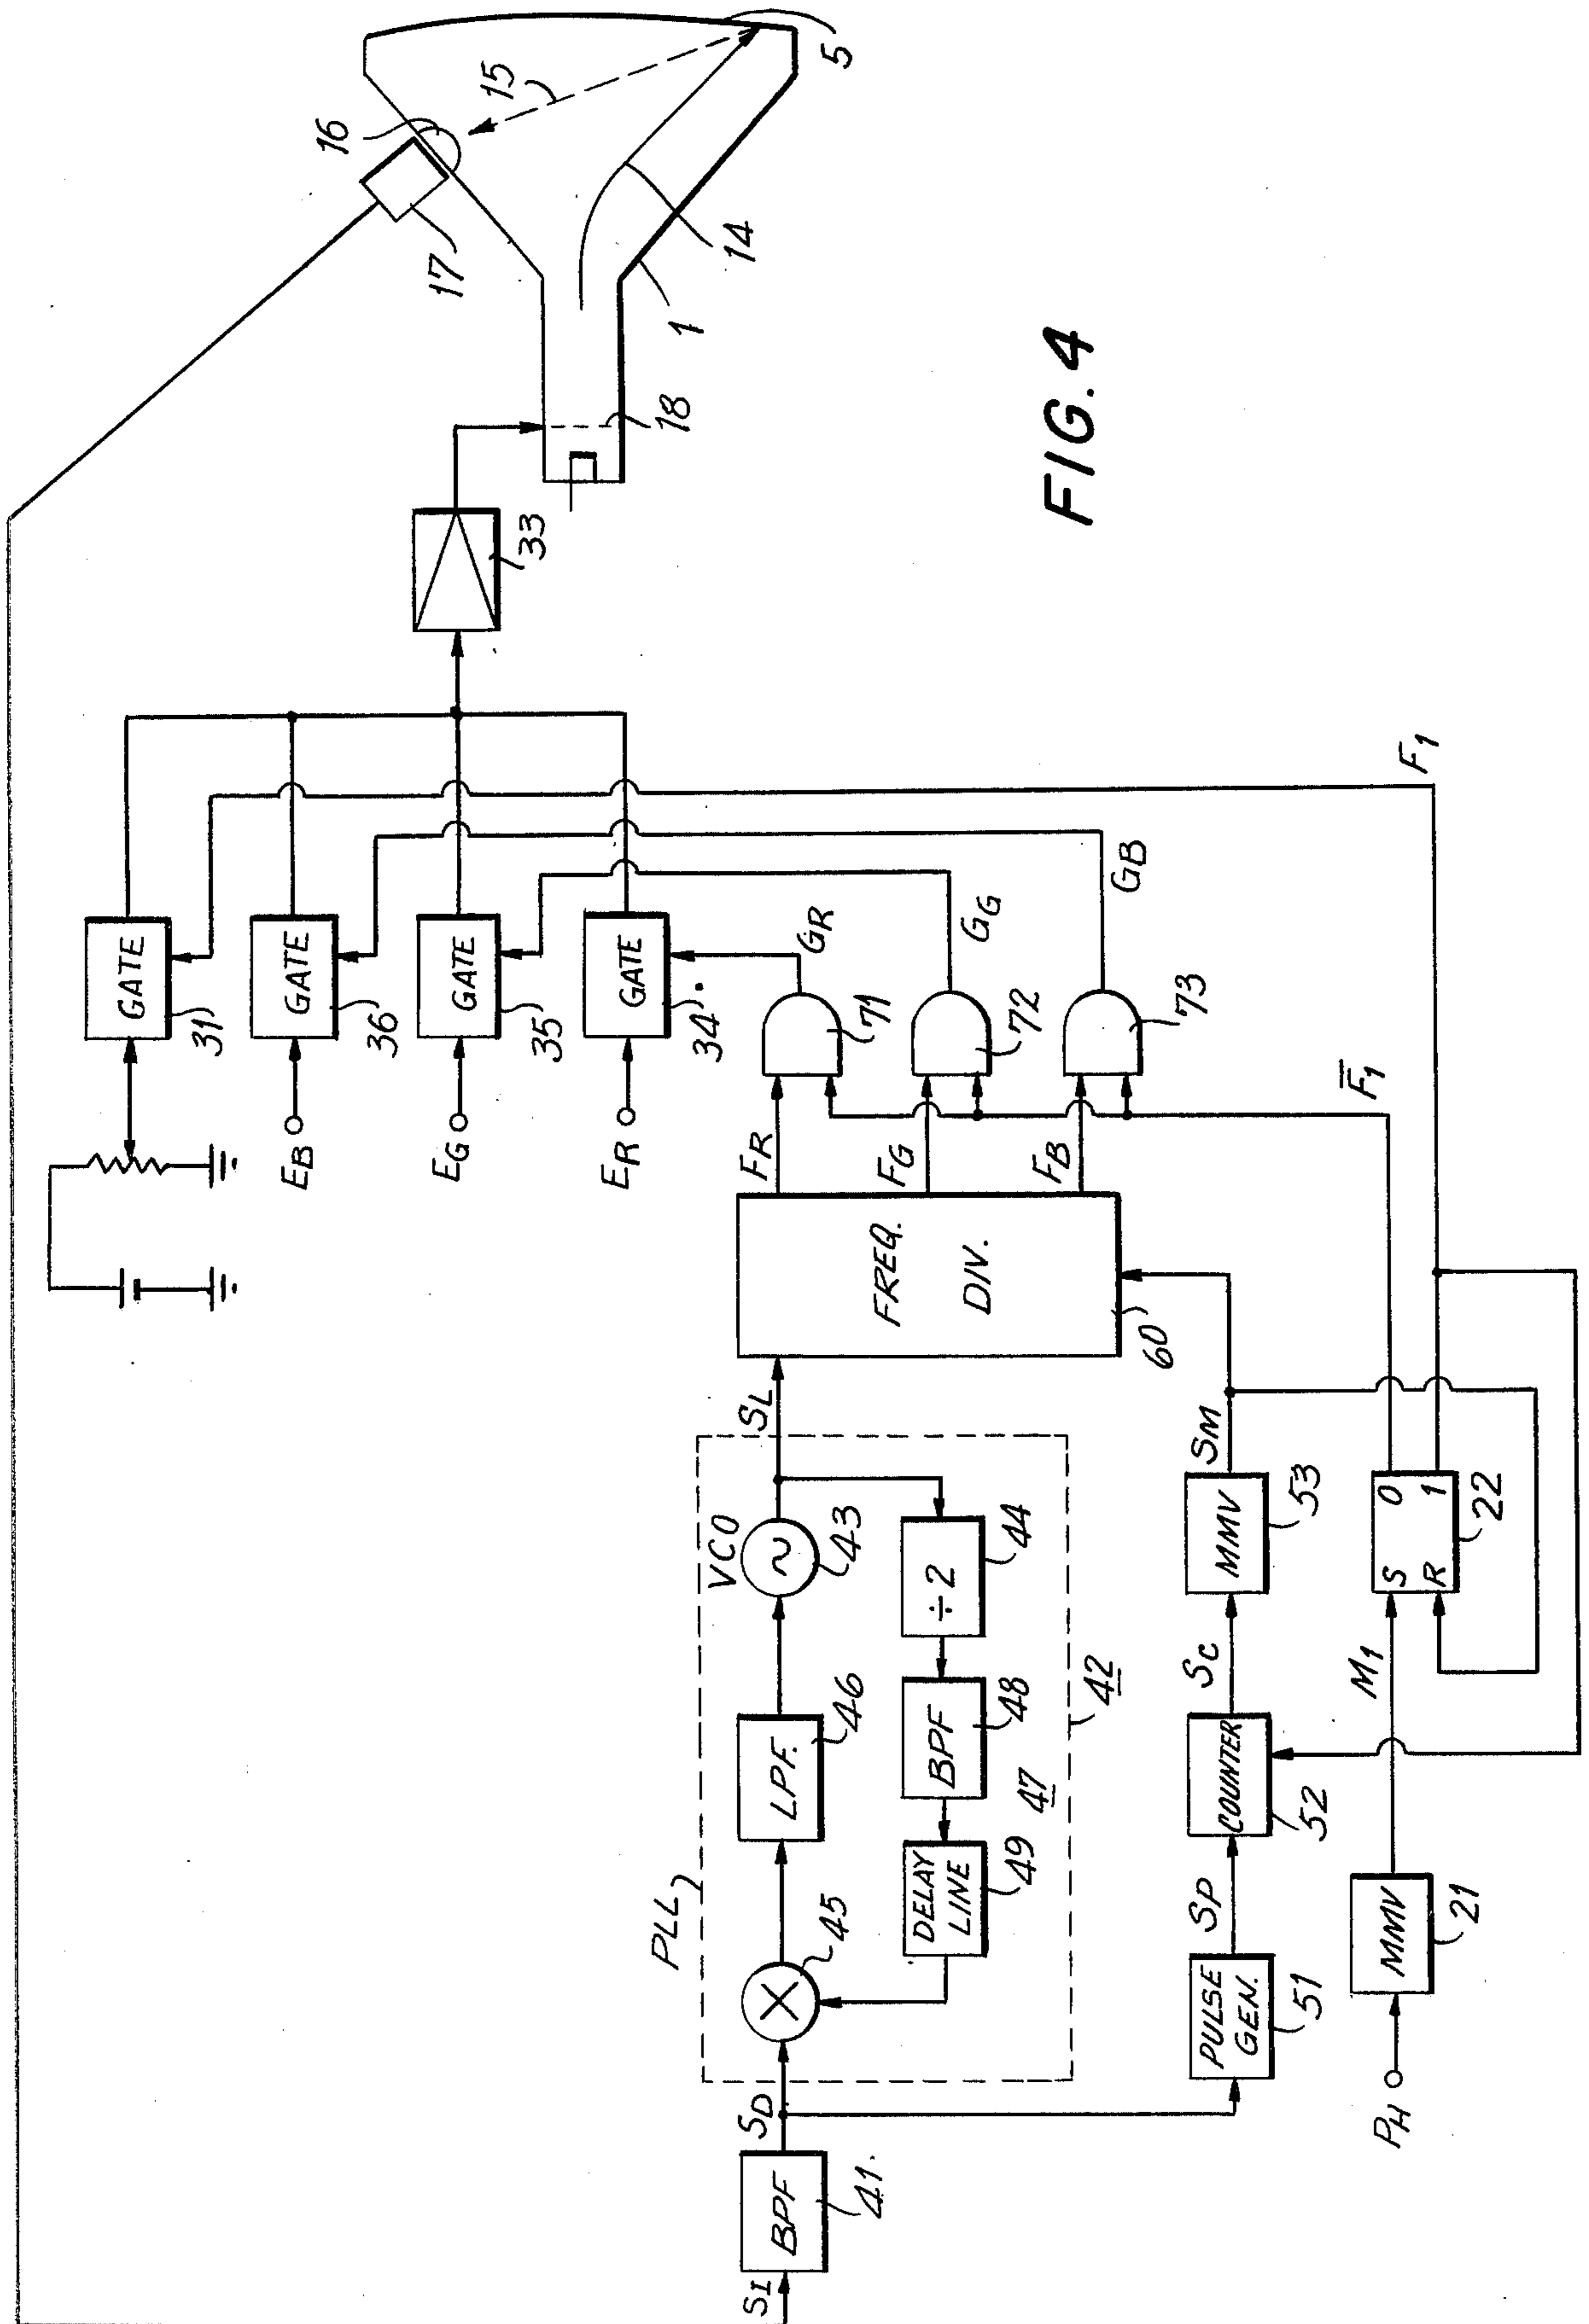 SI
BPF
41.
SD
PLL
45
LPF.
46
VCO
43
SL
DELAY
LINE
49
47
BPF
48
÷2
44
42
PULSE
GEN.
51
SP
COUNTER
52
SC
MMV
53
SM
PH
MMV
21
M1
S
R
0
1
22
F̅1
F1
FREQ.
DIV.
60
FR
FG
FB
71
72
73
GR
GG
GB
GATE
31
EB
GATE
36
EG
GATE
35
ER
GATE
34
33
18
1
14
17
16
15
5
FIG. 4